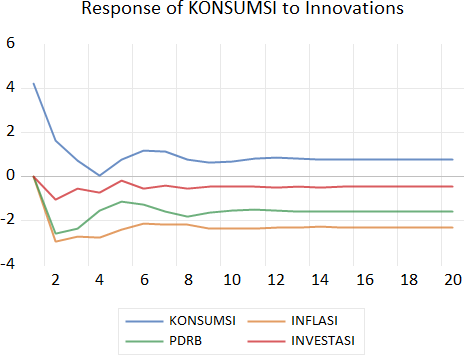 Response of KONSUMSI to Innovations
6
4
2
0
-2
-4
2 4 6 8 10 12 14 16 18 20
KONSUMSI INFLASI
PDRB INVESTASI